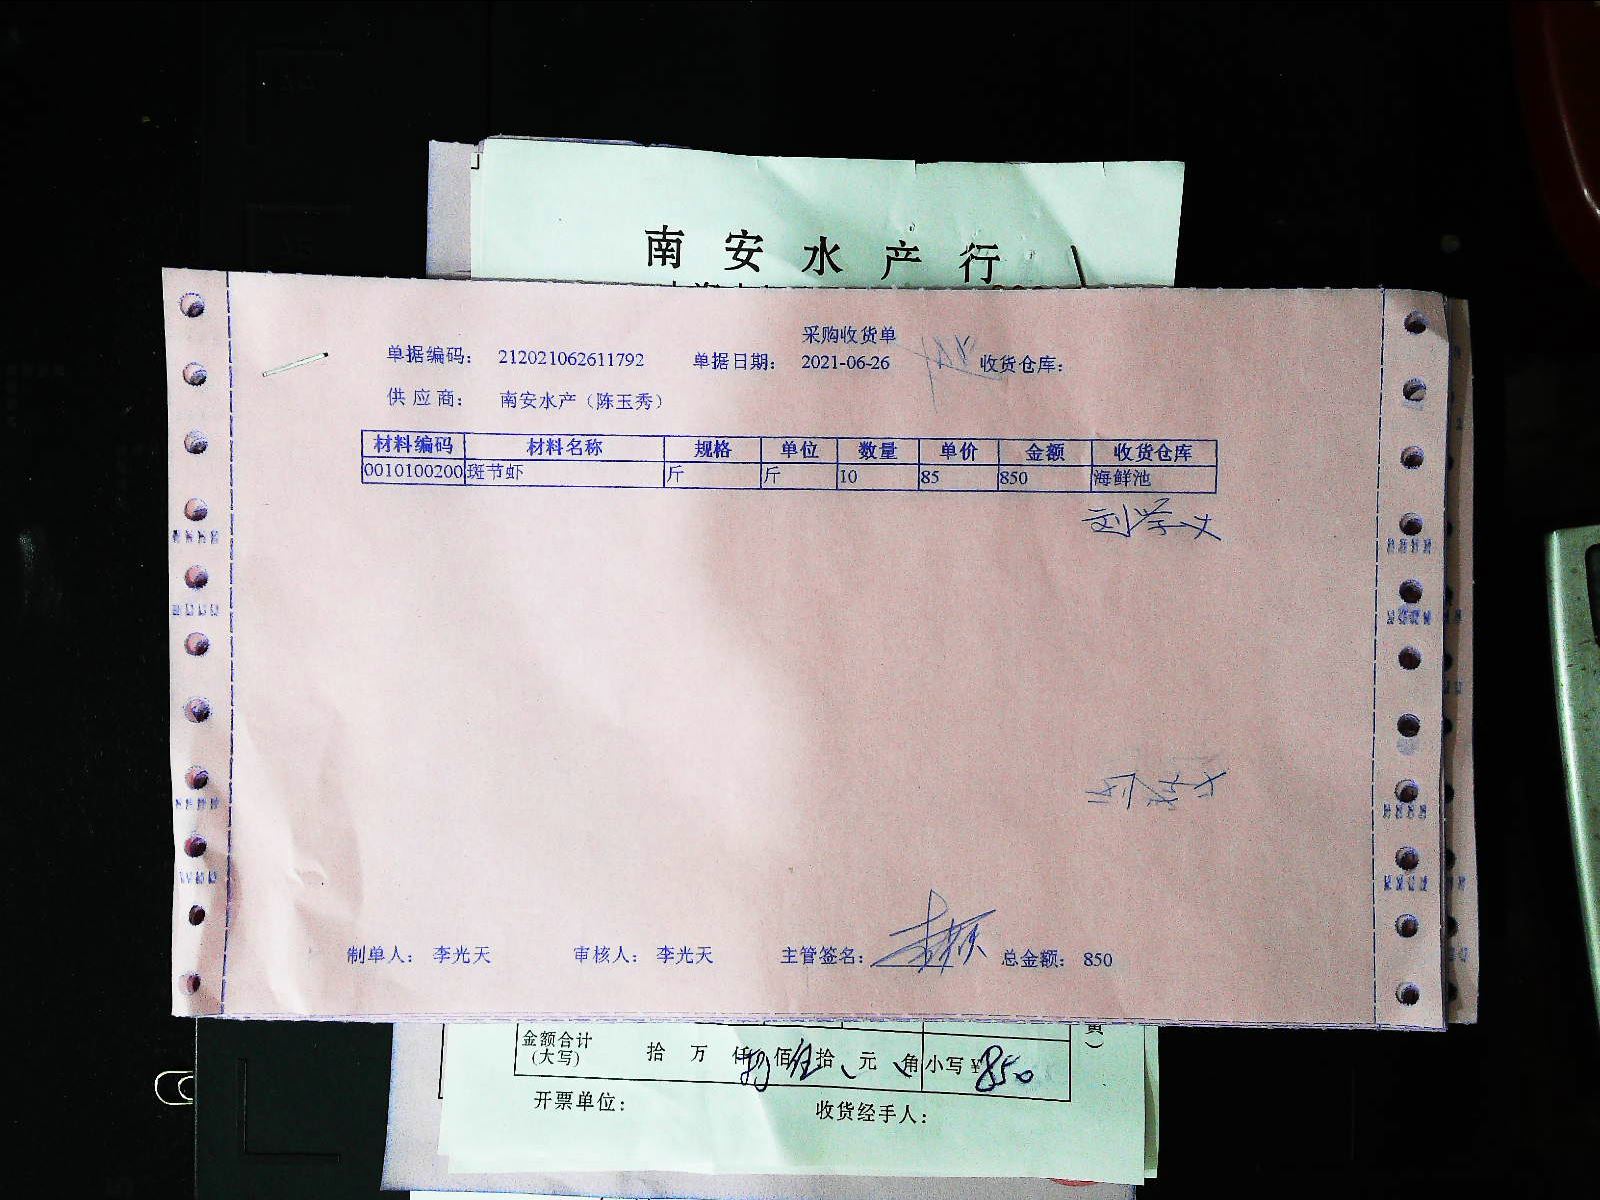 南安水产行
采购收货单
单据编码： 212021062611792 单据日期： 2021-06-26 收货仓库：
供 应 商： 南安水产（陈玉秀）
材料编码 材料名称 规格 单位 数量 单价 金额 收货仓库
0010100200 斑节虾 斤 斤 10 85 850 海鲜池
刘学义
制单人： 李光天 审核人： 李光天 主管签名： 总金额： 850
金额合计
(大写) 拾 万 仟 捌 佰 伍 拾 元 角 小写￥850
开票单位： 收货经手人：